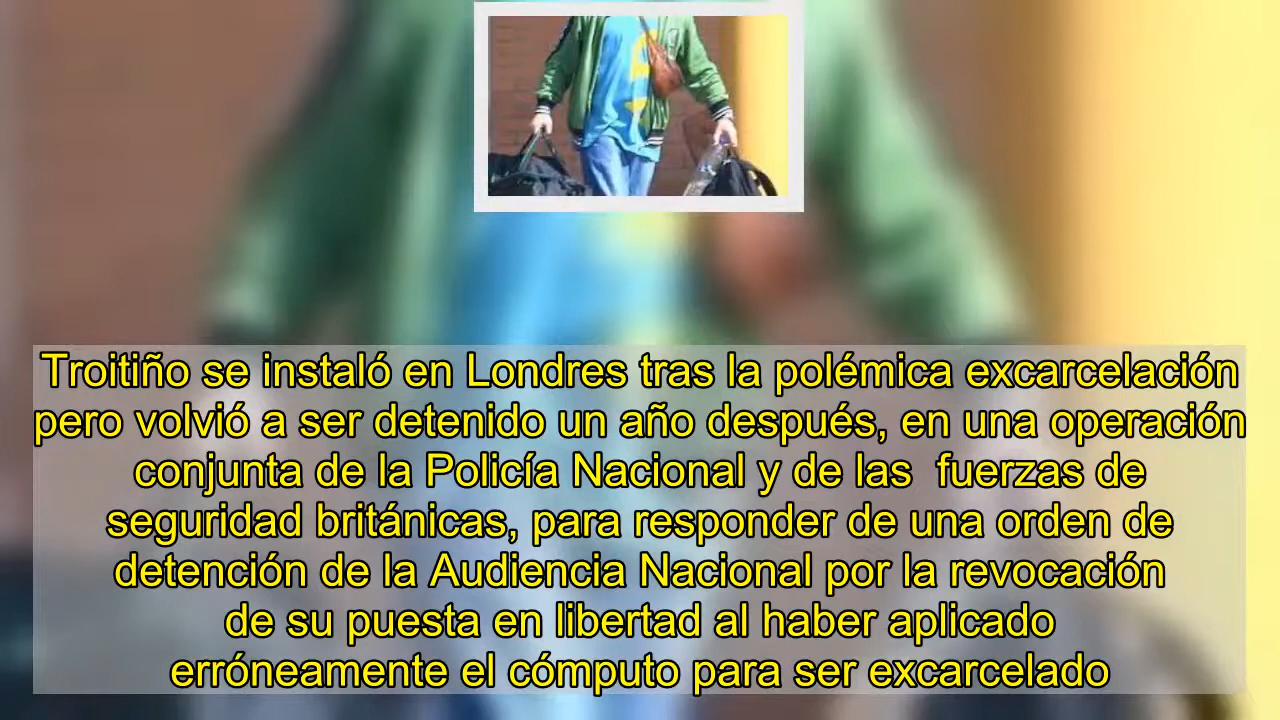 Troitiño se instaló en Londres tras la polémica excarcelación
pero volvió a ser detenido un año después, en una operación
conjunta de la Policía Nacional y de las  fuerzas de
seguridad británicas, para responder de una orden de
detención de la Audiencia Nacional por la revocación
de su puesta en libertad al haber aplicado
erróneamente el cómputo para ser excarcelado